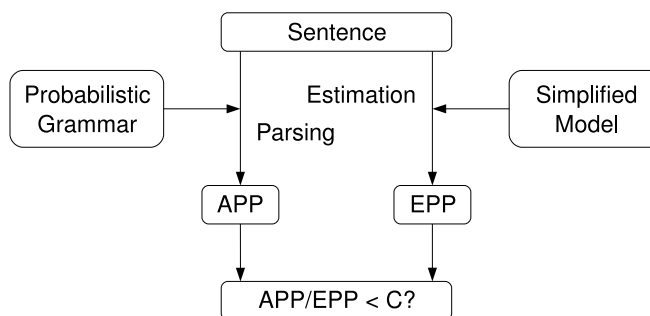 Sentence
Probabilistic
Grammar
Estimation
Simplified
Model
Parsing
APP
EPP
APP/EPP < C?